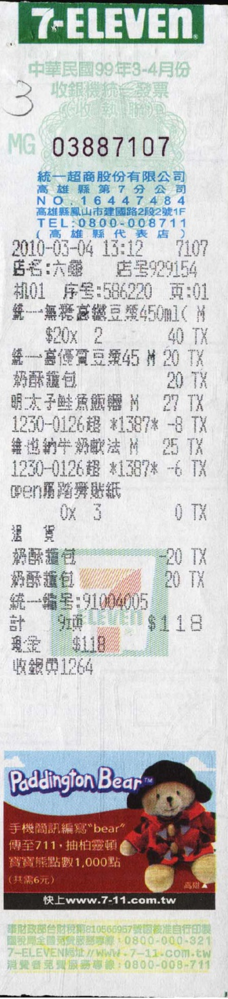 7-ELEVEN
中華民國99年3-4月份
收銀機統一發票
(收執聯)
3
MG 03887107
統一超商股份有限公司
高雄縣第7分公司
NO.16447484
高雄縣鳳山市建國路2段2號1F
TEL:0800-008711
(高雄縣代表店)
2010-03-04 13:12 7107
店名:六 店号929154
机01 序号:586220 頁:01
統一無糖高纖豆漿450ml( M
$20x 2 40 TX
統一高優質豆漿45 M 20 TX
奶酥麵包 20 TX
明太子鮭魚飯糰 M 27 TX
1230-0126超 *1387* -8 TX
維也納牛奶軟法 M 25 TX
1230-0126超 *1387* -6 TX
open貼紙
0x 3 0 TX
退 貨
奶酥麵包 -20 TX
奶酥麵包 20 TX
統一編号:91004005
計 9項 $118
現金 $118
收銀員1264
7-ELEVEN
Paddington Bear™
手機簡訊編寫"bear"
傳至711,抽柏靈頓
寶寶熊點數1,000點
(共需6元)
高雄▲
快上www.7-11.com.tw
奉財政部台財稅第810566957號函核准自行印製
國稅局全國免費服務專線:0800-000-321
7-ELEVEN網址//www.7-11.com.tw
消費者免費服務專線:0800-008-711